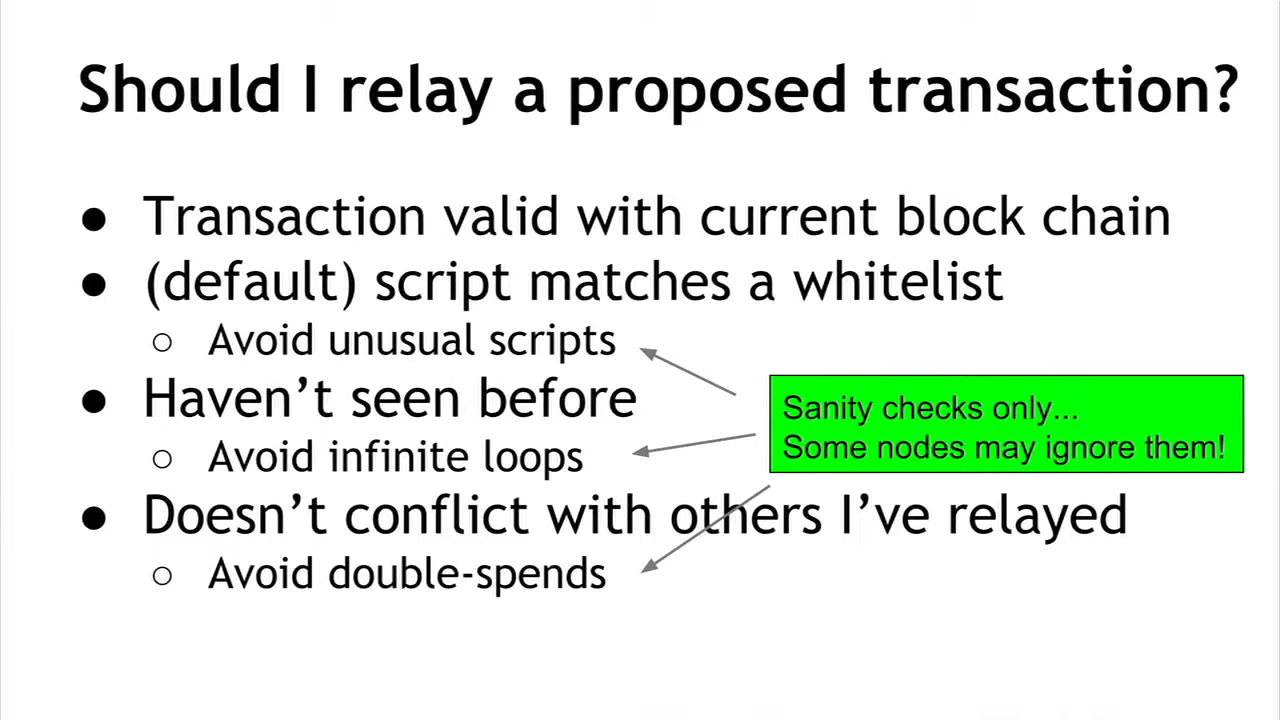 Should I relay a proposed transaction?
● Transaction valid with current block chain
● (default) script matches a whitelist
○ Avoid unusual scripts
● Haven’t seen before
○ Avoid infinite loops
● Doesn’t conflict with others I’ve relayed
○ Avoid double-spends
Sanity checks only...
Some nodes may ignore them!